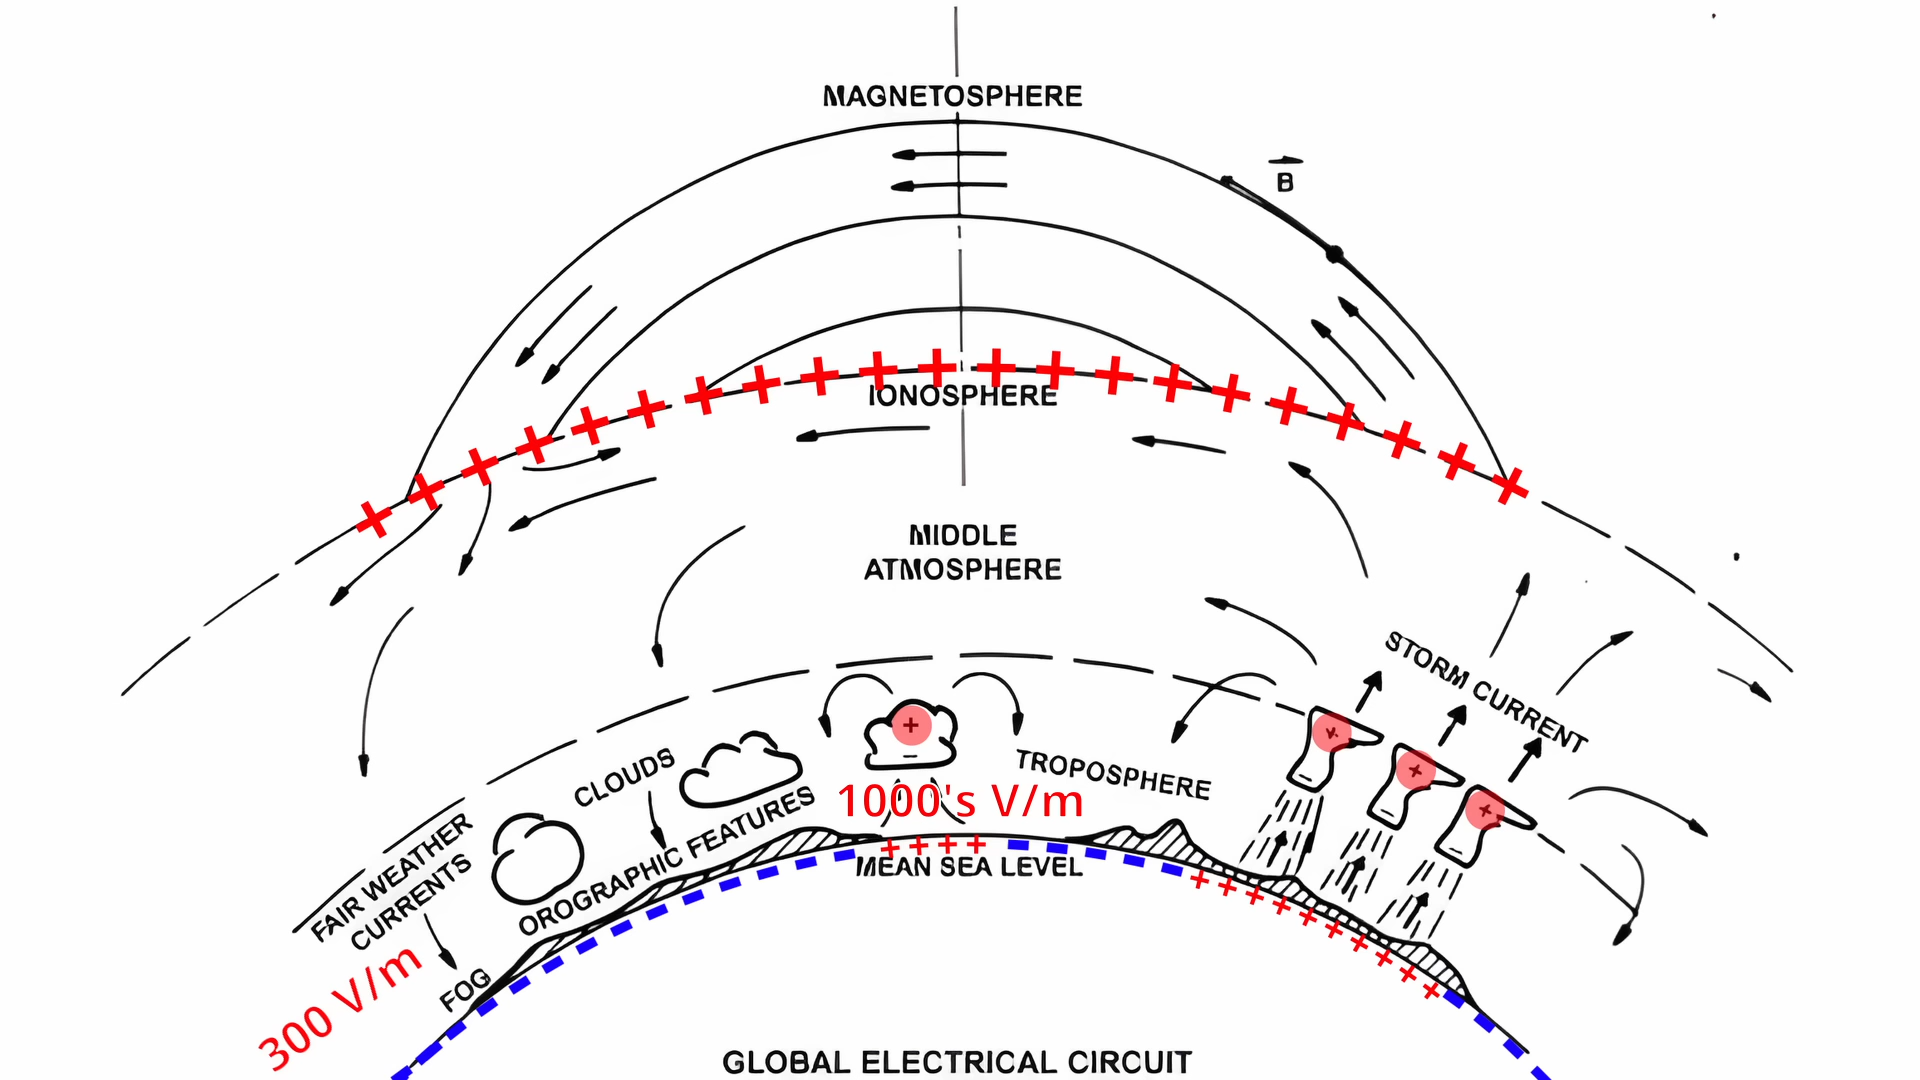 MAGNETOSPHERE
B
IONOSPHERE
MIDDLE
ATMOSPHERE
STORM CURRENT
TROPOSPHERE
CLOUDS
1000's V/m
OROGRAPHIC FEATURES
FAIR WEATHER
CURRENTS
MEAN SEA LEVEL
FOG
300 V/m
GLOBAL ELECTRICAL CIRCUIT